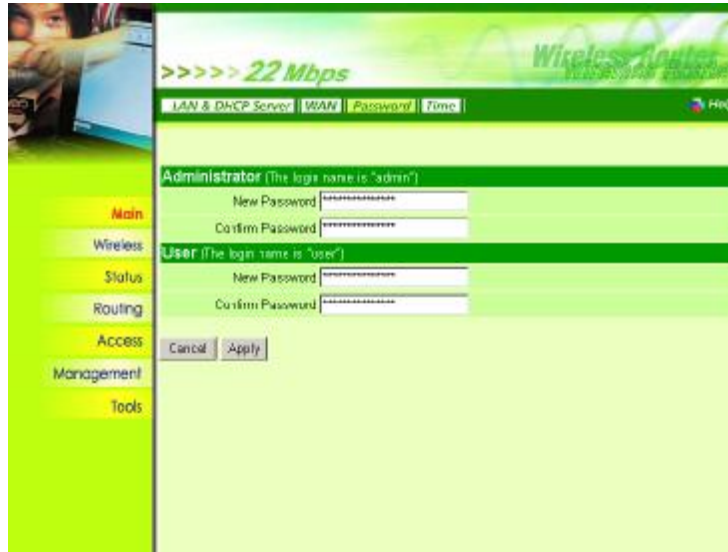 >>>>> 22 Mbps
Wireless Router
LAN & DHCP Server | WAN | Password | Time |
Administrator (The login name is "admin")
New Password ***************
Confirm Password ***************
User (The login name is "user")
New Password ***************
Confirm Password ***************
Cancel Apply
Main
Wireless
Status
Routing
Access
Management
Tools